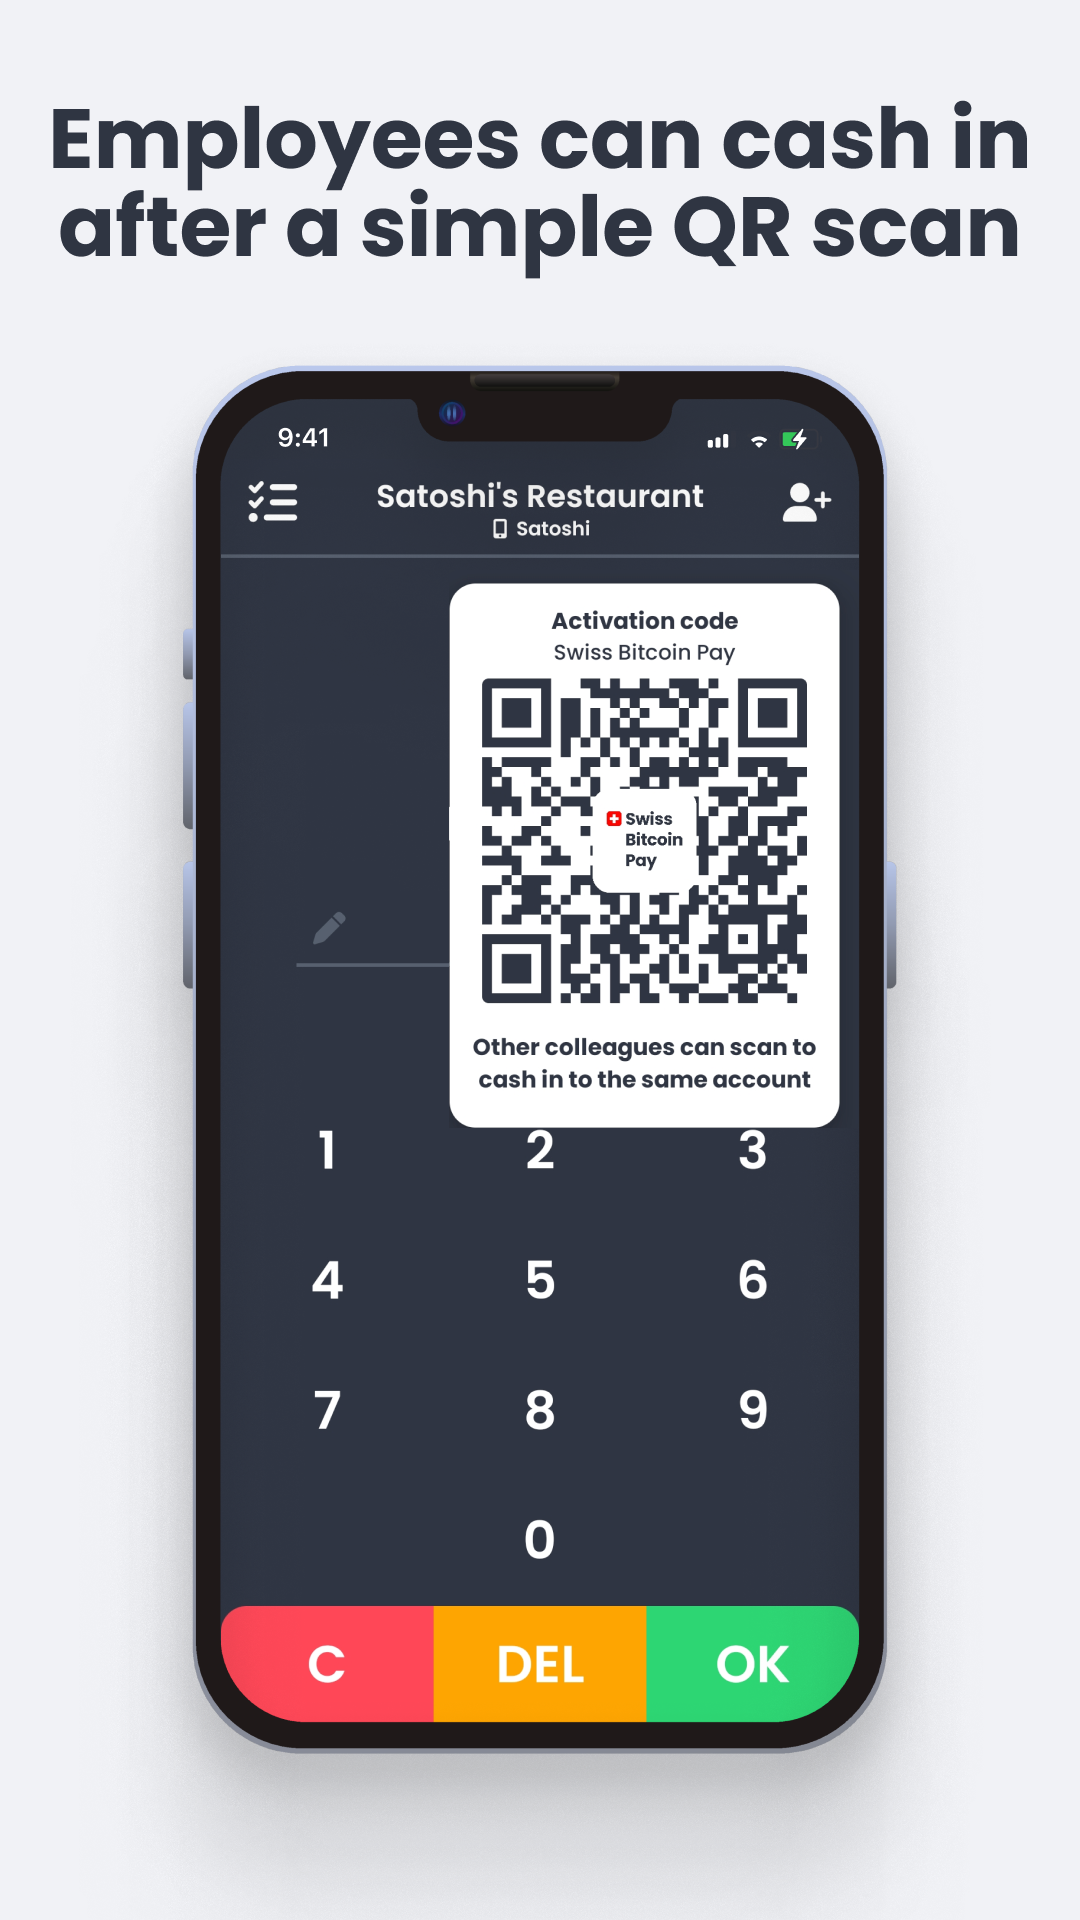 Employees can cash in
after a simple QR scan
9:41
Satoshi's Restaurant
Satoshi
Activation code
Swiss Bitcoin Pay
Swiss
Bitcoin
Pay
Other colleagues can scan to
cash in to the same account
1 2 3
4 5 6
7 8 9
0
C DEL OK